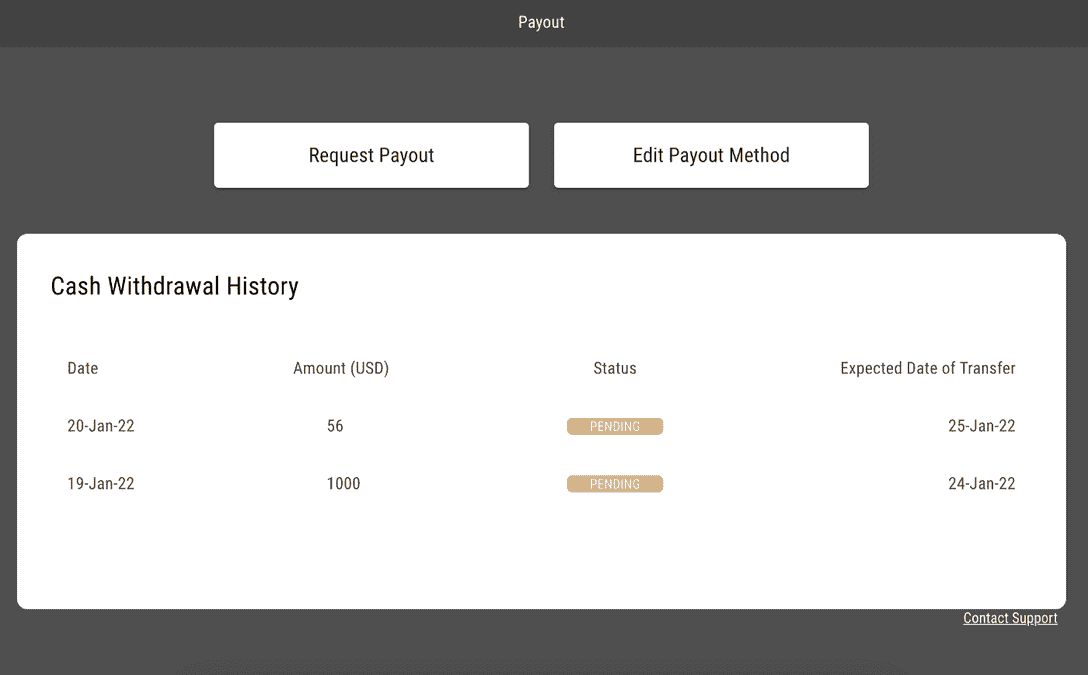 Payout
Request Payout Edit Payout Method
Cash Withdrawal History
Date Amount (USD) Status Expected Date of Transfer
20-Jan-22 56 PENDING 25-Jan-22
19-Jan-22 1000 PENDING 24-Jan-22
Contact Support